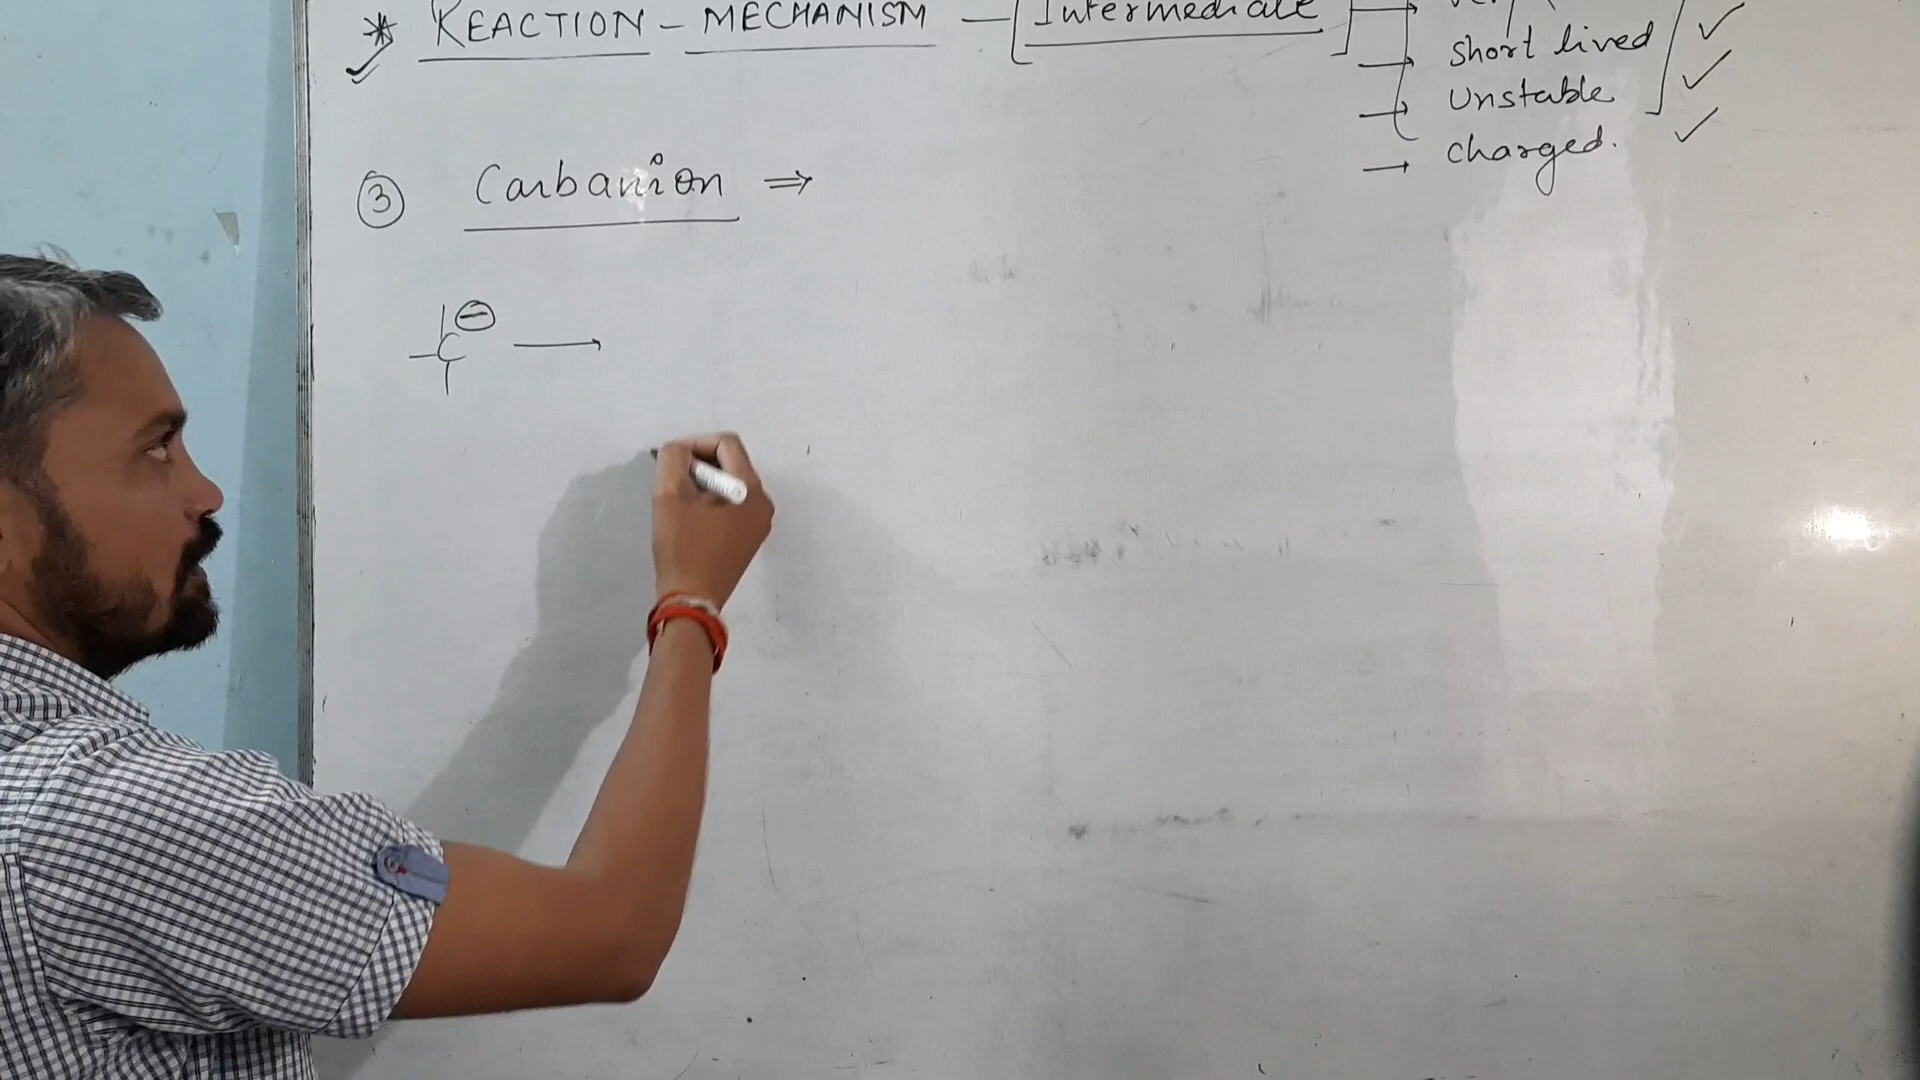 * REACTION - MECHANISM - [Intermediate]
→ Short lived ✓
→ Unstable ✓
→ Charged. ✓
③ Carbanion ⇒
-C⊖ →